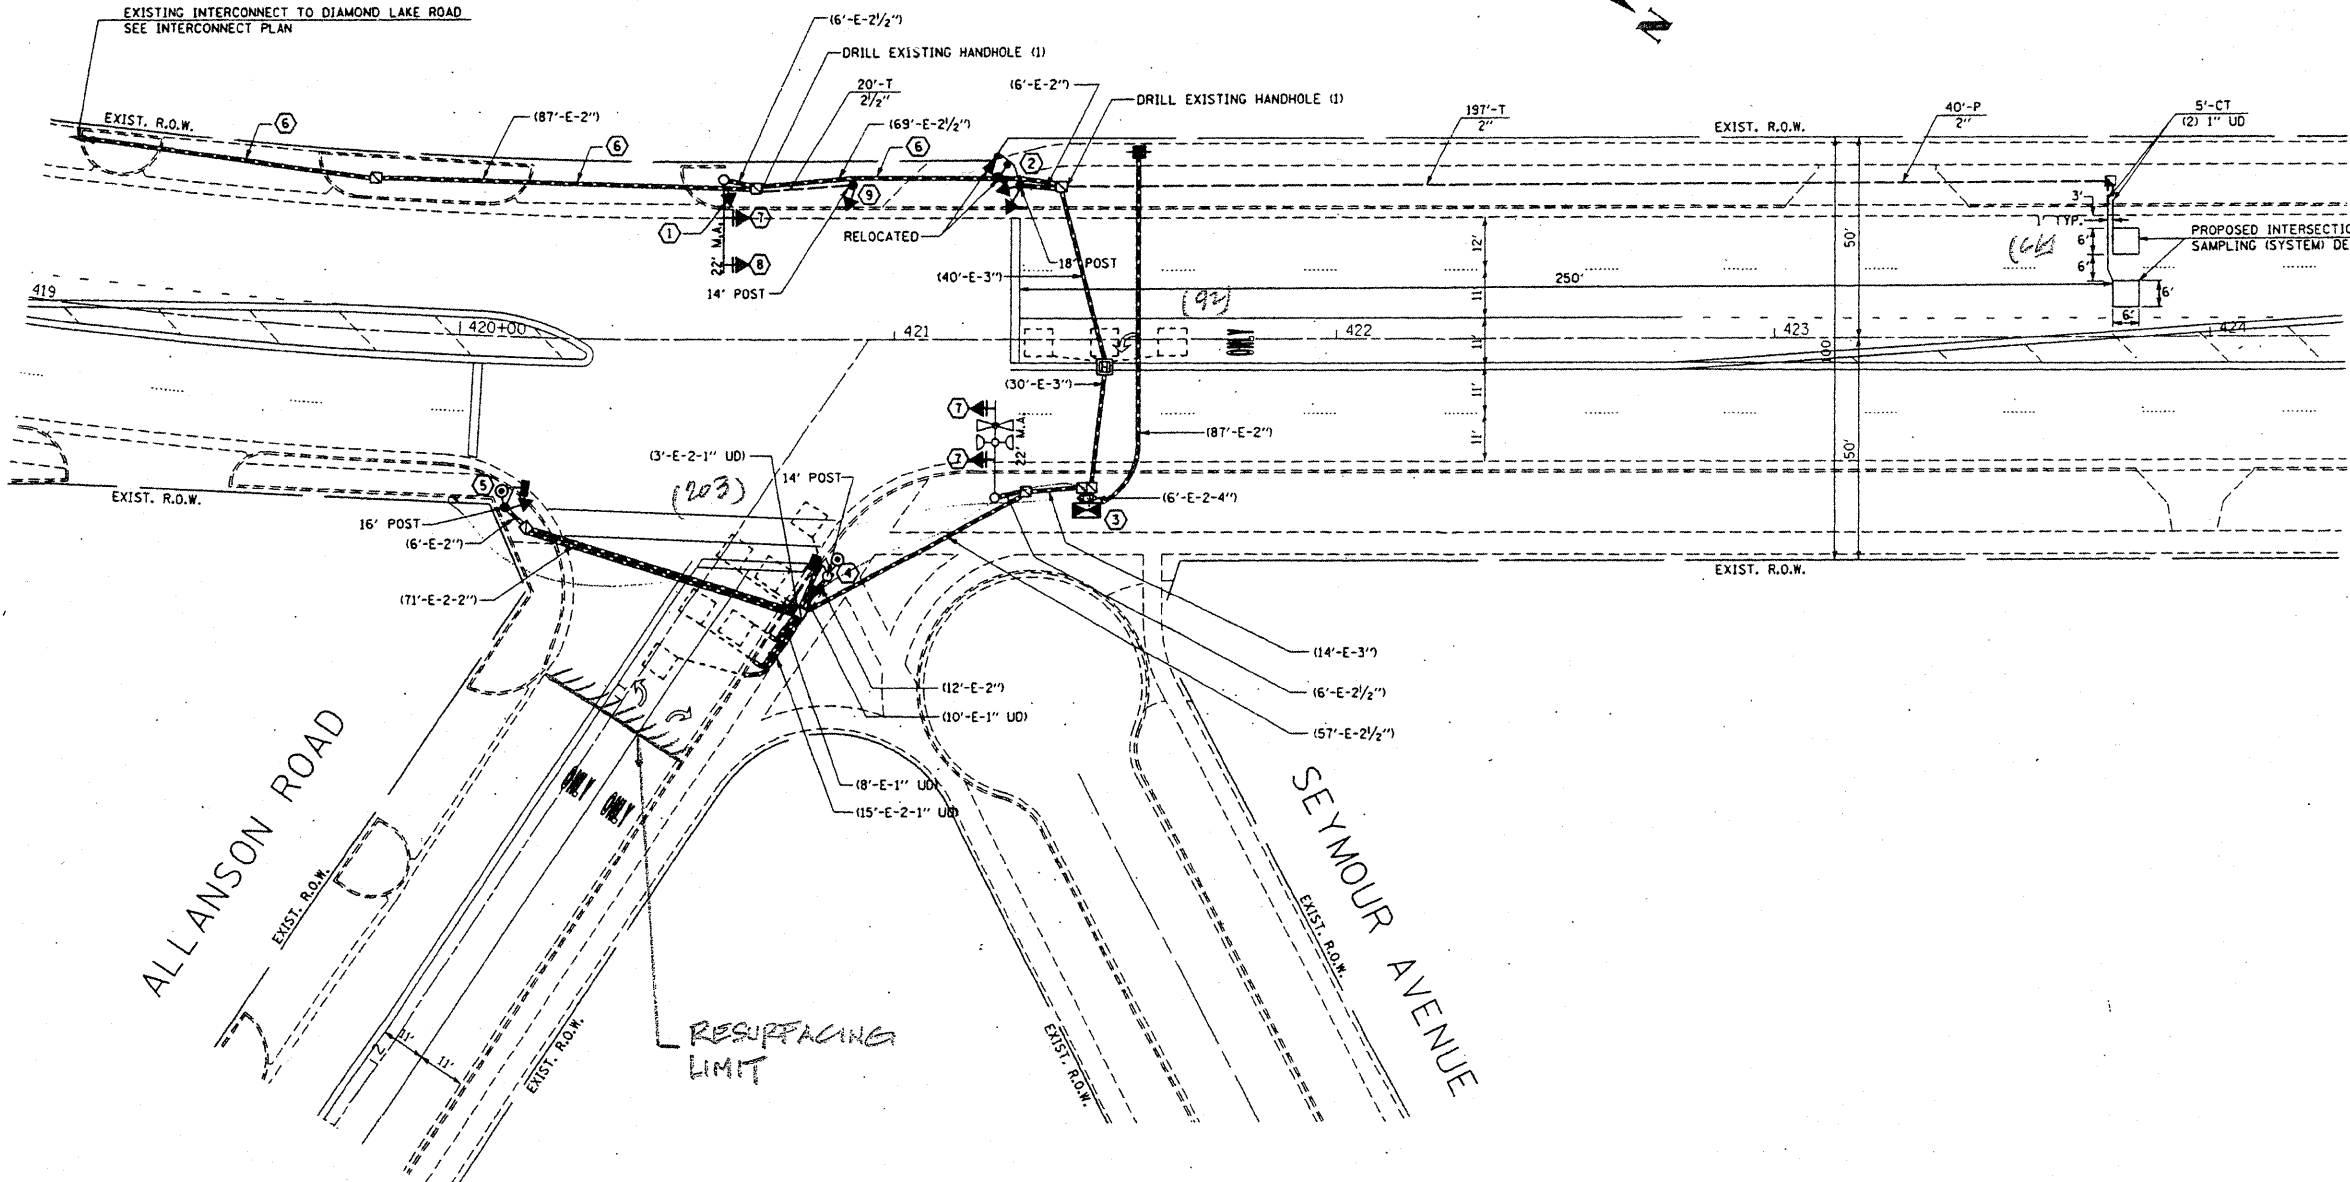 EXISTING INTERCONNECT TO DIAMOND LAKE ROAD
SEE INTERCONNECT PLAN
(6'-E-2½")
DRILL EXISTING HANDHOLE (1)
20'-T
2½"
(6'-E-2")
DRILL EXISTING HANDHOLE (1)
N
197'-T
2"
40'-P
2"
5'-CT
(2) 1" UD
EXIST. R.O.W.
6
(87'-E-2")
6
(69'-E-2½")
6
2
EXIST. R.O.W.
9
1
7
8
22' M.A.
RELOCATED
14' POST
18' POST
(40'-E-3")
12'
11'
11'
11'
11'
250'
50'
100'
50'
3'
1' TYP.
6'
6'
6'
6'
PROPOSED INTERSECTIO
SAMPLING (SYSTEM) DE
(92)
ONLY
419
420+00
421
422
423
424
(30'-E-3")
7
7
22' M.A.
(87'-E-2")
(3'-E-2-1" UD)
14' POST
(203)
5
EXIST. R.O.W.
16' POST
(6'-E-2")
(6'-E-2-4")
3
4
(71'-E-2-2")
EXIST. R.O.W.
(14'-E-3")
(12'-E-2")
(6'-E-2½")
(10'-E-1" UD)
(57'-E-2½")
(8'-E-1" UD)
(15'-E-2-1" UD)
ONLY
ONLY
ALLANSON ROAD
EXIST. R.O.W.
SEYMOUR AVENUE
EXIST. R.O.W.
RESURFACING
LIMIT
12'
11'
11'
EXIST. R.O.W.
EXIST. R.O.W.